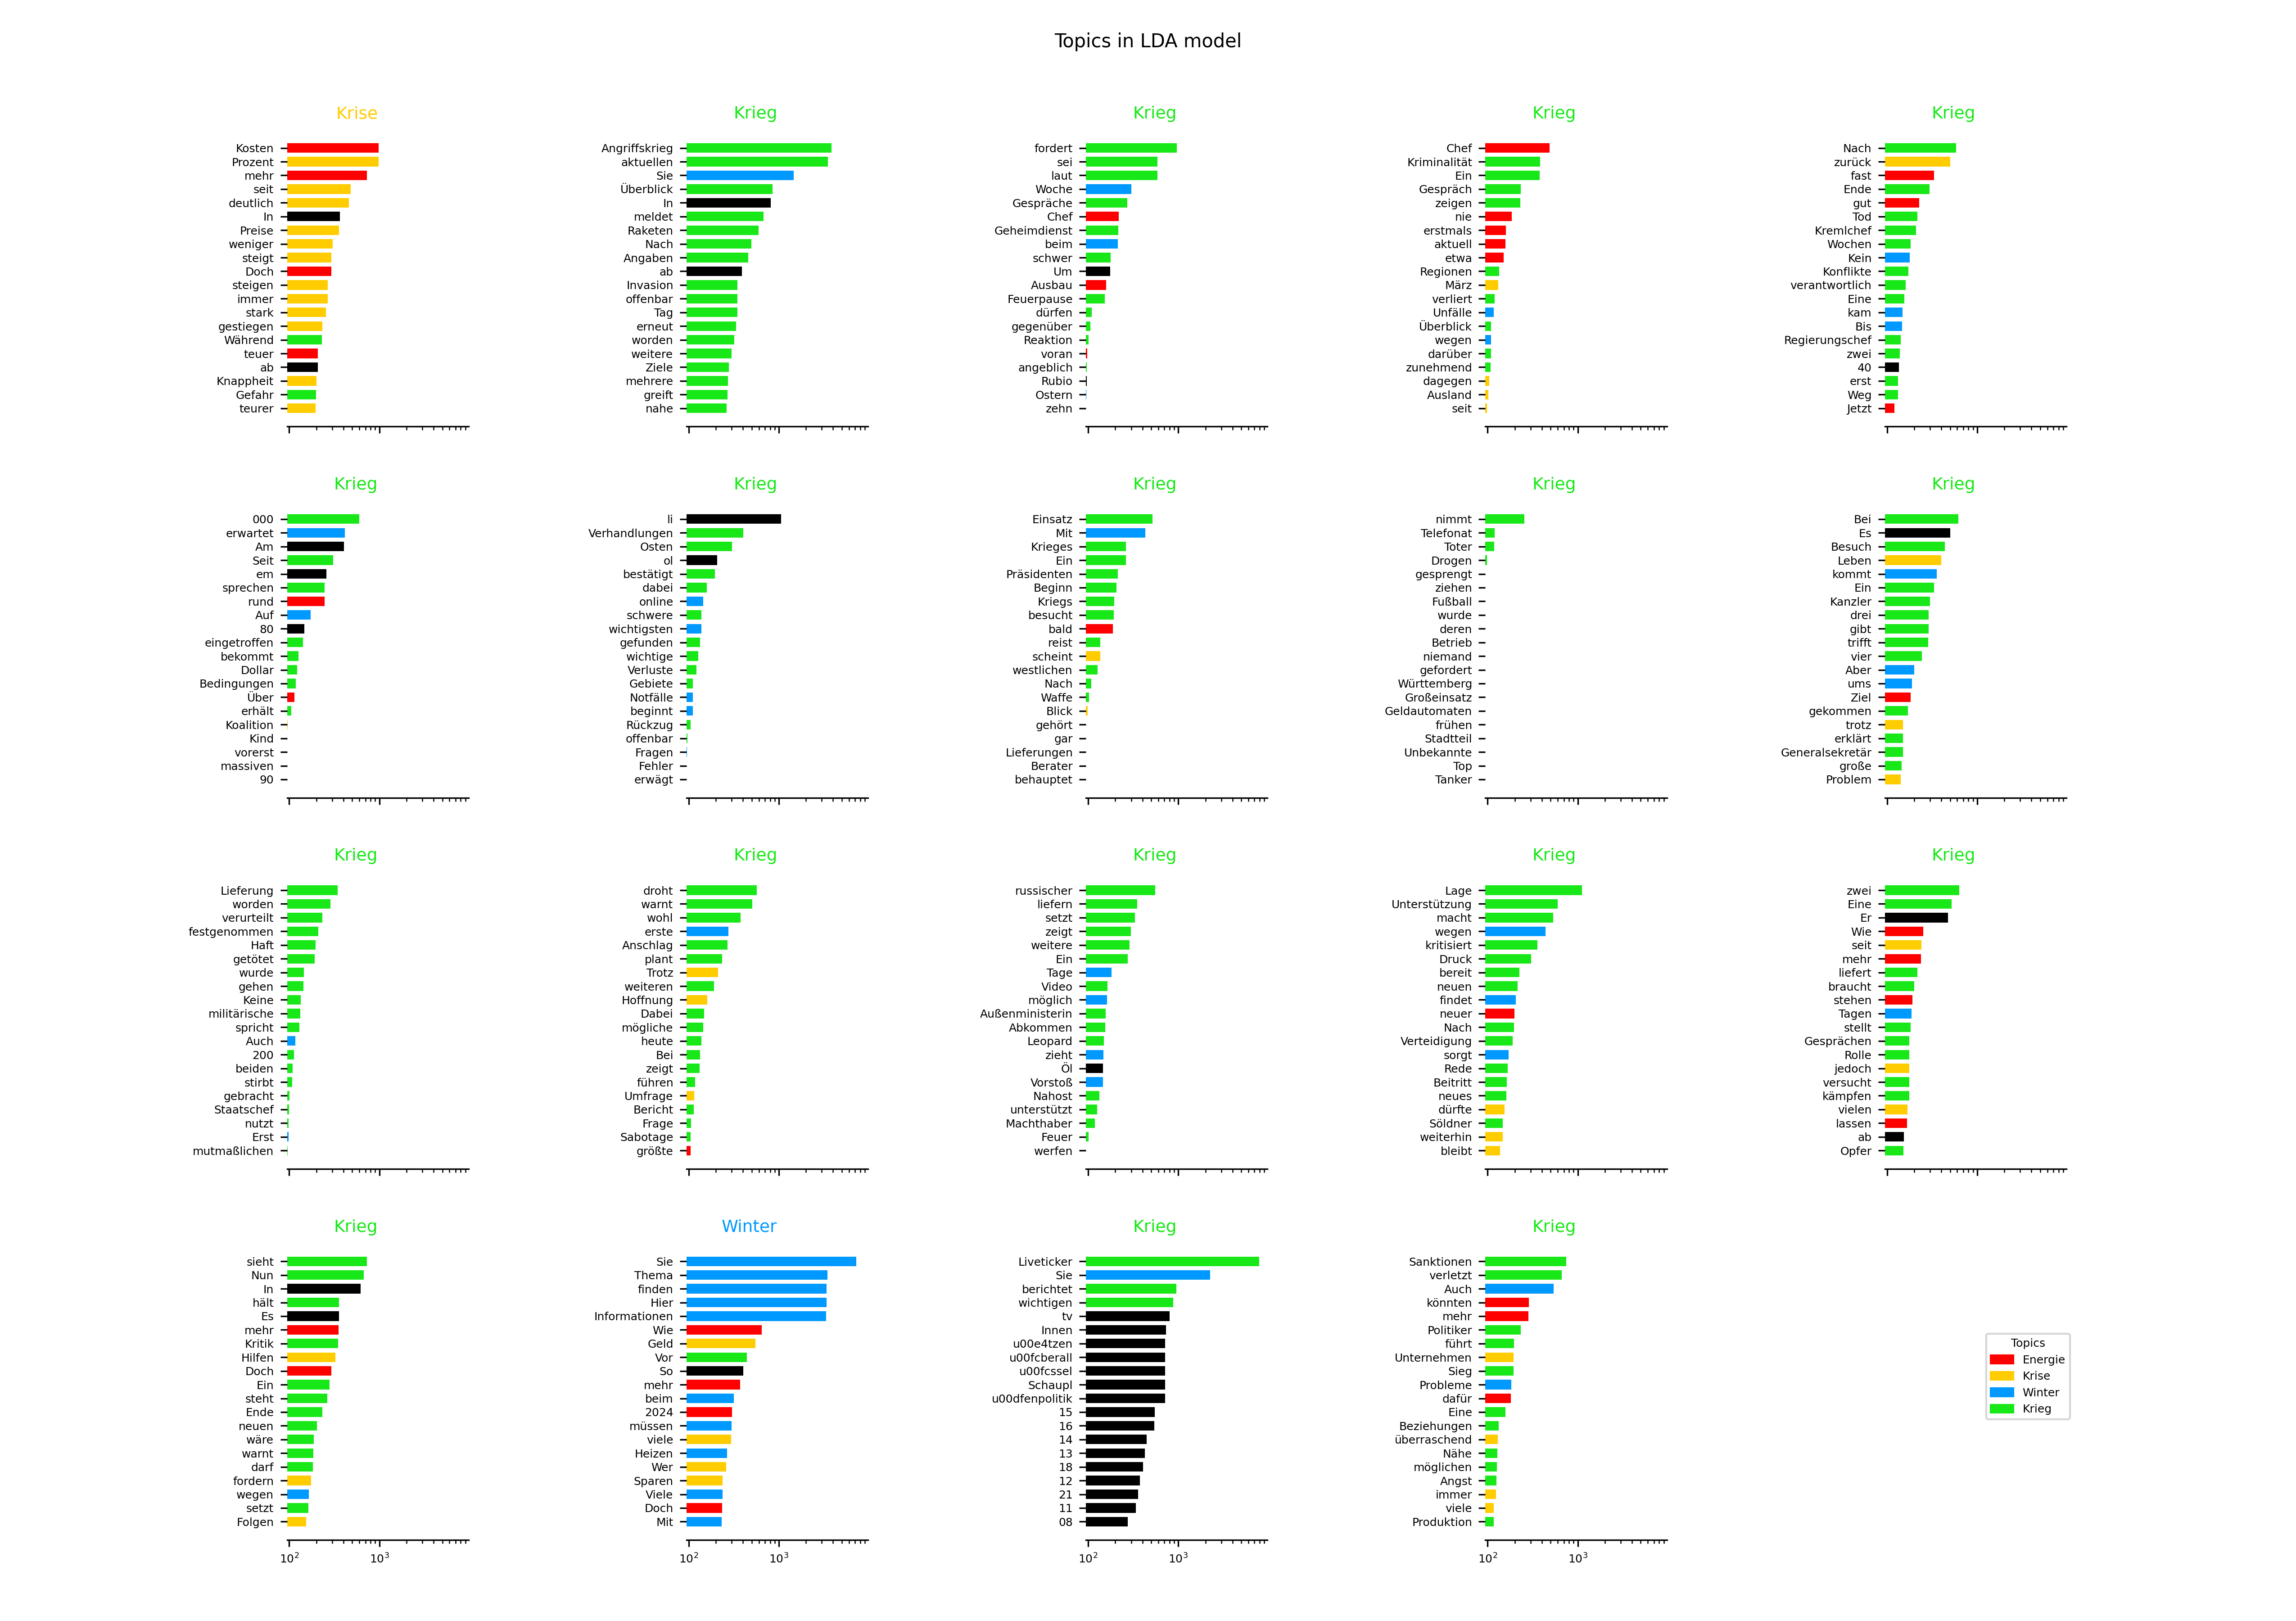 Topics in LDA model
Krise
Kosten
Prozent
mehr
seit
deutlich
In
Preise
weniger
steigt
Doch
steigen
immer
stark
gestiegen
Während
teuer
ab
Knappheit
Gefahr
teurer
Krieg
Angriffskrieg
aktuellen
Sie
Überblick
In
meldet
Raketen
Nach
Angaben
ab
Invasion
offenbar
Tag
erneut
worden
weitere
Ziele
mehrere
greift
nahe
Krieg
fordert
sei
laut
Woche
Gespräche
Chef
Geheimdienst
beim
schwer
Um
Ausbau
Feuerpause
dürfen
gegenüber
Reaktion
voran
angeblich
Rubio
Ostern
zehn
Krieg
Chef
Kriminalität
Ein
Gespräch
zeigen
nie
erstmals
aktuell
etwa
Regionen
März
verliert
Unfälle
Überblick
wegen
darüber
zunehmend
dagegen
Ausland
seit
Krieg
Nach
zurück
fast
Ende
gut
Tod
Kremlchef
Wochen
Kein
Konflikte
verantwortlich
Eine
kam
Bis
Regierungschef
zwei
40
erst
Weg
Jetzt
Krieg
000
erwartet
Am
Seit
em
sprechen
rund
Auf
80
eingetroffen
bekommt
Dollar
Bedingungen
Über
erhält
Koalition
Kind
vorerst
massiven
90
Krieg
li
Verhandlungen
Osten
ol
bestätigt
dabei
online
schwere
wichtigsten
gefunden
wichtige
Verluste
Gebiete
Notfälle
beginnt
Rückzug
offenbar
Fragen
Fehler
erwägt
Krieg
Einsatz
Mit
Krieges
Ein
Präsidenten
Beginn
Kriegs
besucht
bald
reist
scheint
westlichen
Nach
Waffe
Blick
gehört
gar
Lieferungen
Berater
behauptet
Krieg
nimmt
Telefonat
Toter
Drogen
gesprengt
ziehen
Fußball
wurde
deren
Betrieb
niemand
gefordert
Württemberg
Großeinsatz
Geldautomaten
frühen
Stadtteil
Unbekannte
Top
Tanker
Krieg
Bei
Es
Besuch
Leben
kommt
Ein
Kanzler
drei
gibt
trifft
vier
Aber
ums
Ziel
gekommen
trotz
erklärt
Generalsekretär
große
Problem
Krieg
Lieferung
worden
verurteilt
festgenommen
Haft
getötet
wurde
gehen
Keine
militärische
spricht
Auch
200
beiden
stirbt
gebracht
Staatschef
nutzt
Erst
mutmaßlichen
Krieg
droht
warnt
wohl
erste
Anschlag
plant
Trotz
weiteren
Hoffnung
Dabei
mögliche
heute
Bei
zeigt
führen
Umfrage
Bericht
Frage
Sabotage
größte
Krieg
russischer
liefern
setzt
zeigt
weitere
Ein
Tage
Video
möglich
Außenministerin
Abkommen
Leopard
zieht
Öl
Vorstoß
Nahost
unterstützt
Machthaber
Feuer
werfen
Krieg
Lage
Unterstützung
macht
wegen
kritisiert
Druck
bereit
neuen
findet
neuer
Nach
Verteidigung
sorgt
Rede
Beitritt
neues
dürfte
Söldner
weiterhin
bleibt
Krieg
zwei
Eine
Er
Wie
seit
mehr
liefert
braucht
stehen
Tagen
stellt
Gesprächen
Rolle
jedoch
versucht
kämpfen
vielen
lassen
ab
Opfer
Krieg
sieht
Nun
In
hält
Es
mehr
Kritik
Hilfen
Doch
Ein
steht
Ende
neuen
wäre
warnt
darf
fordern
wegen
setzt
Folgen
10² 10³
Winter
Sie
Thema
finden
Hier
Informationen
Wie
Geld
Vor
So
mehr
beim
2024
müssen
viele
Heizen
Wer
Sparen
Viele
Doch
Mit
10² 10³
Krieg
Liveticker
Sie
berichtet
wichtigen
tv
Innen
u00e4tzen
u00fcberall
u00fcssel
Schaupl
u00dfenpolitik
15
16
14
13
18
12
21
11
08
10² 10³
Krieg
Sanktionen
verletzt
Auch
könnten
mehr
Politiker
führt
Unternehmen
Sieg
Probleme
dafür
Eine
Beziehungen
überraschend
Nähe
möglichen
Angst
immer
viele
Produktion
10² 10³
Topics
Energie
Krise
Winter
Krieg